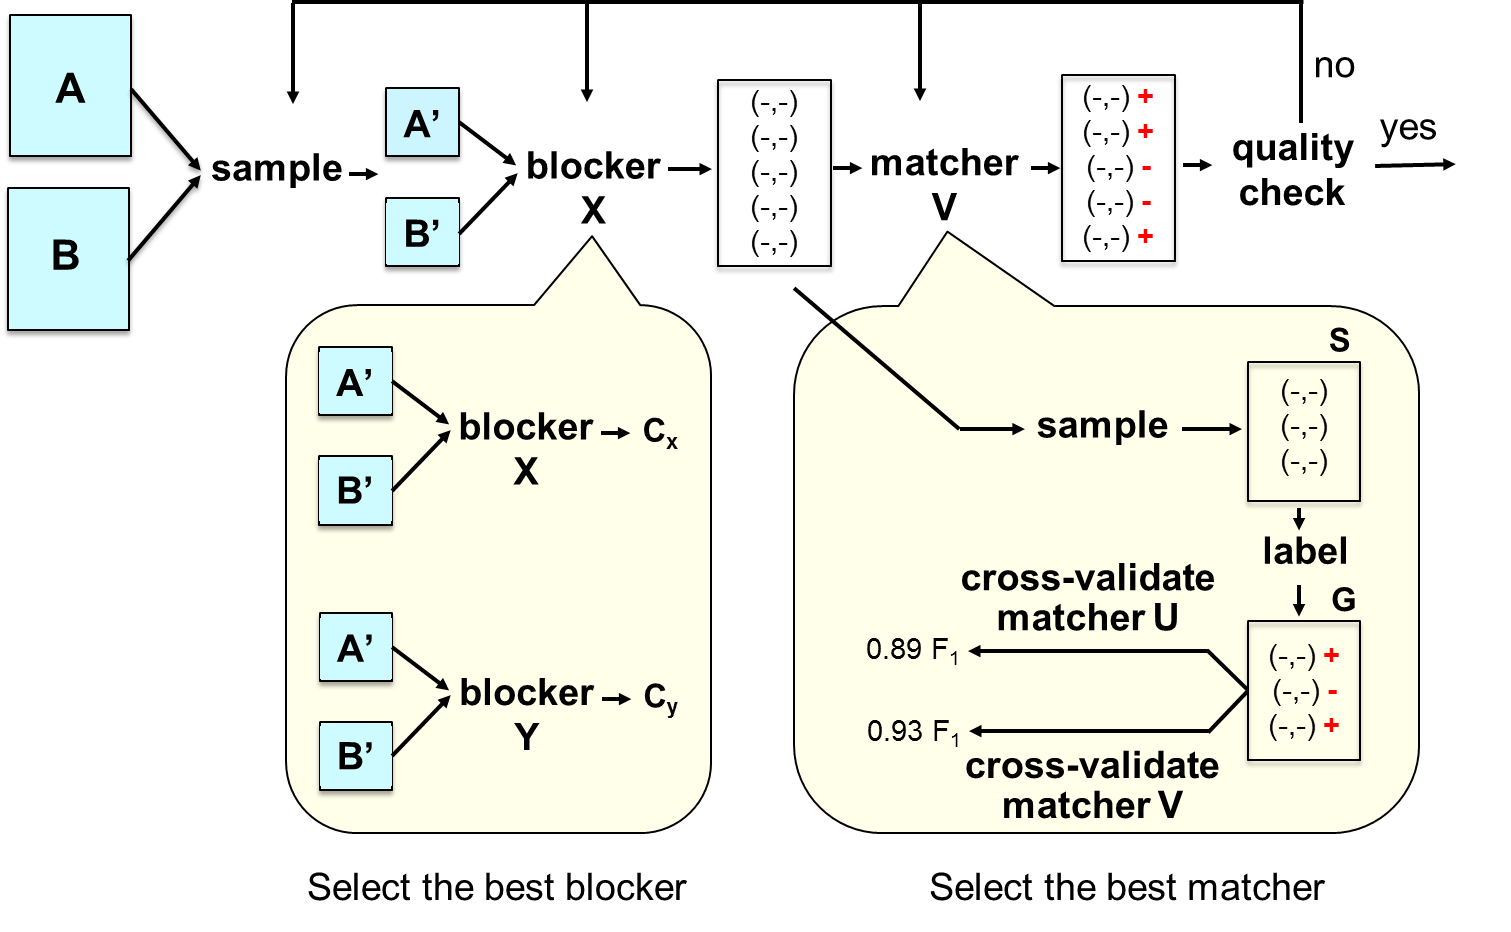 A
B
sample
A’
B’
blocker
X
(-,-)
(-,-)
(-,-)
(-,-)
(-,-)
matcher
V
(-,-) +
(-,-) +
(-,-) -
(-,-) -
(-,-) +
quality
check
no
yes
A’
B’
blocker
X
Cx
A’
B’
blocker
Y
Cy
Select the best blocker
sample
S
(-,-)
(-,-)
(-,-)
label
G
(-,-) +
(-,-) -
(-,-) +
cross-validate
matcher U
0.89 F1
0.93 F1
cross-validate
matcher V
Select the best matcher